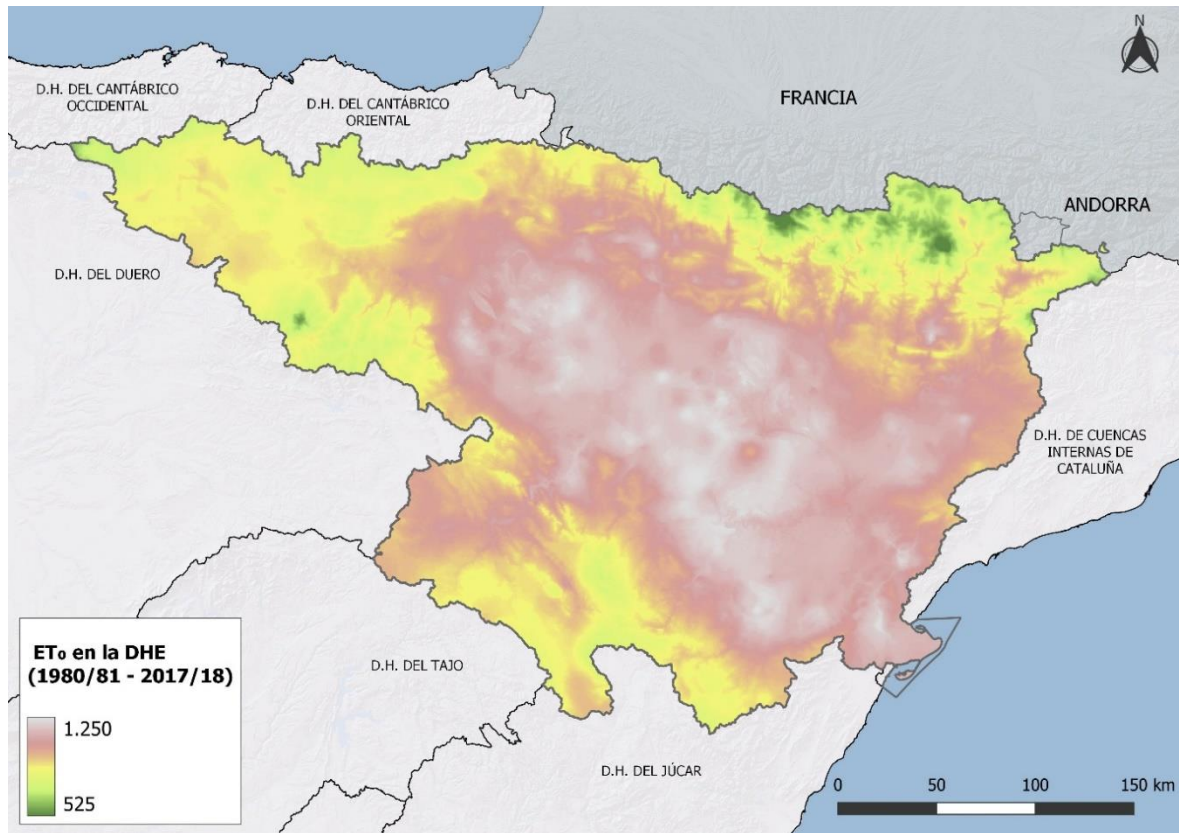 N
D.H. DEL CANTÁBRICO
OCCIDENTAL
D.H. DEL CANTÁBRICO
ORIENTAL
FRANCIA
ANDORRA
D.H. DEL DUERO
D.H. DE CUENCAS
INTERNAS DE
CATALUÑA
D.H. DEL TAJO
D.H. DEL JÚCAR
ET₀ en la DHE
(1980/81 - 2017/18)
1.250
525
0 50 100 150 km